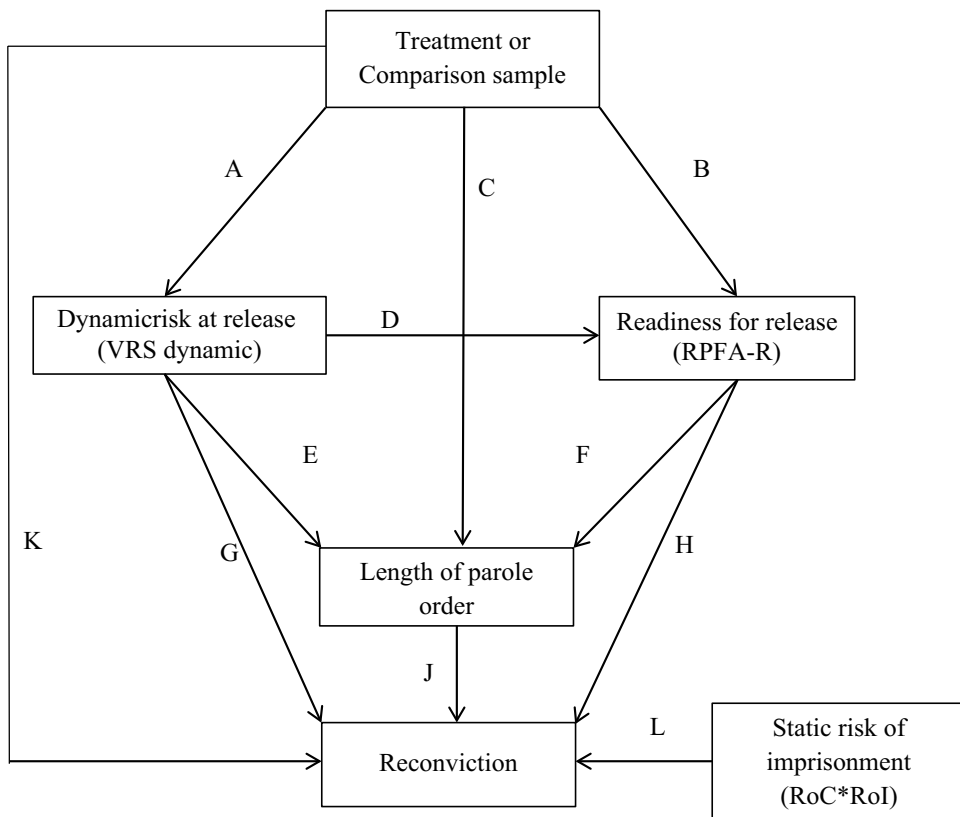 Treatment or
Comparison sample
A
B
C
Dynamicrisk at release
(VRS dynamic)
D
Readiness for release
(RPFA-R)
E
F
K
G
H
Length of parole
order
J
L
Reconviction
Static risk of
imprisonment
(RoC*RoI)